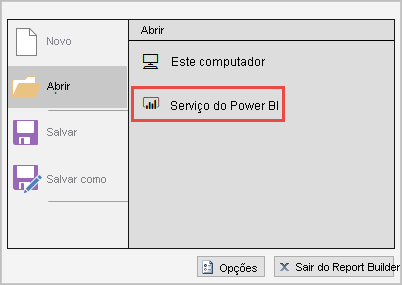 Novo
Abrir
Salvar
Salvar como
Abrir
Este computador
Serviço do Power BI
Opções
Sair do Report Builder